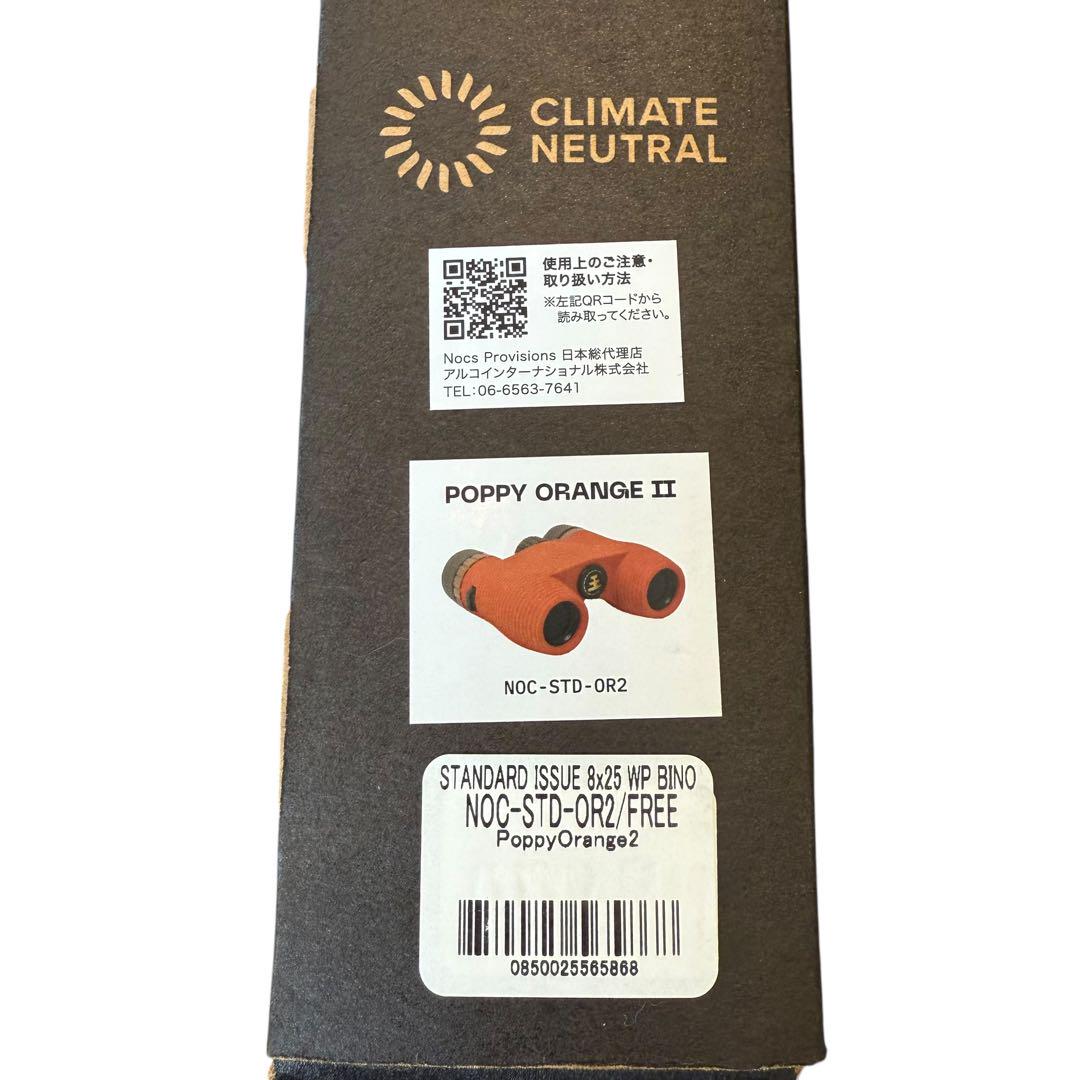 CLIMATE
NEUTRAL
使用上のご注意・
取り扱い方法
※左記QRコードから
読み取ってください。
Nocs Provisions 日本総代理店
アルコインターナショナル株式会社
TEL:06-6563-7641
POPPY ORANGE II
NOC-STD-OR2
STANDARD ISSUE 8x25 WP BINO
NOC-STD-OR2/FREE
PoppyOrange2
0850025565868